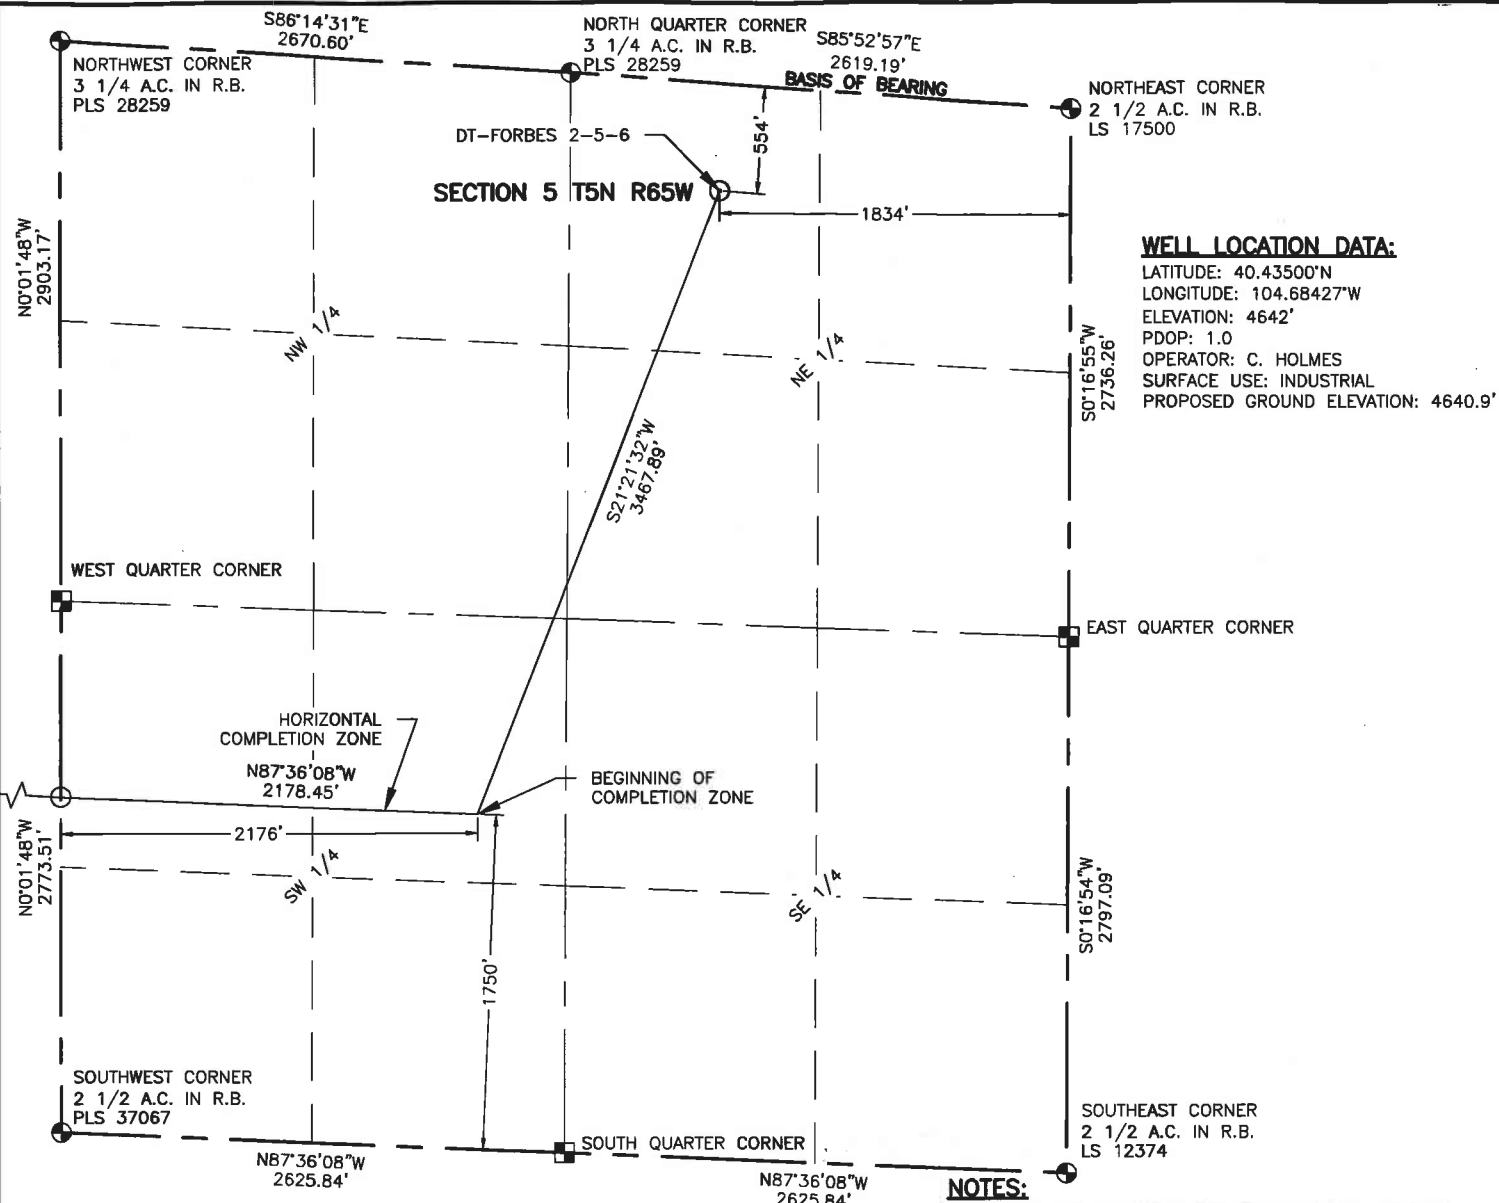 S86°14'31"E
2670.60'
NORTH QUARTER CORNER
3 1/4 A.C. IN R.B.
PLS 28259
S85°52'57"E
2619.19'
BASIS OF BEARING
NORTHWEST CORNER
3 1/4 A.C. IN R.B.
PLS 28259
NORTHEAST CORNER
2 1/2 A.C. IN R.B.
LS 17500
DT-FORBES 2-5-6
554'
SECTION 5 T5N R65W
1834'
N0°01'48"W
2903.17'
WELL LOCATION DATA:
LATITUDE: 40.43500°N
LONGITUDE: 104.68427°W
ELEVATION: 4642'
PDOP: 1.0
OPERATOR: C. HOLMES
SURFACE USE: INDUSTRIAL
PROPOSED GROUND ELEVATION: 4640.9'
NW 1/4
NE 1/4
S0°16'55"W
2736.26'
S21°21'32"W
3467.89'
WEST QUARTER CORNER
EAST QUARTER CORNER
HORIZONTAL
COMPLETION ZONE
N87°36'08"W
2178.45'
BEGINNING OF
COMPLETION ZONE
2176'
N0°01'48"W
2773.51'
SW 1/4
SE 1/4
S0°16'54"W
2797.09'
1750'
SOUTHWEST CORNER
2 1/2 A.C. IN R.B.
PLS 37067
SOUTH QUARTER CORNER
SOUTHEAST CORNER
2 1/2 A.C. IN R.B.
LS 12374
N87°36'08"W
2625.84'
N87°36'08"W
2625.84'
NOTES: